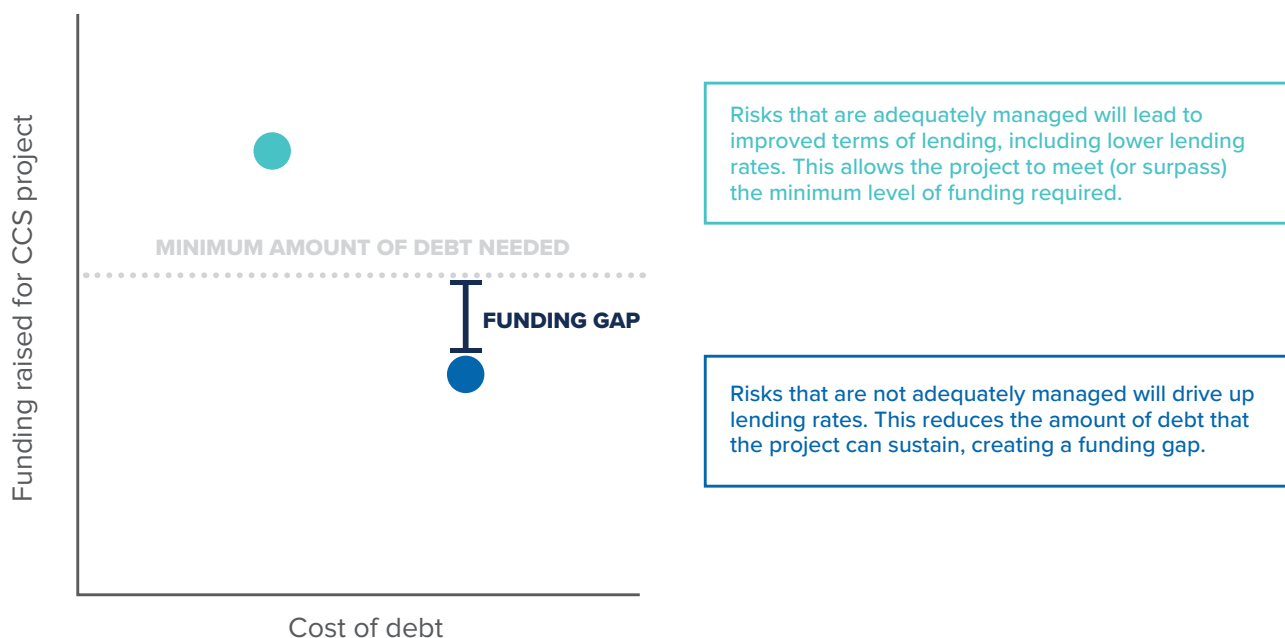 Funding raised for CCS project
MINIMUM AMOUNT OF DEBT NEEDED
FUNDING GAP
Cost of debt
Risks that are adequately managed will lead to
improved terms of lending, including lower lending
rates. This allows the project to meet (or surpass)
the minimum level of funding required.
Risks that are not adequately managed will drive up
lending rates. This reduces the amount of debt that
the project can sustain, creating a funding gap.